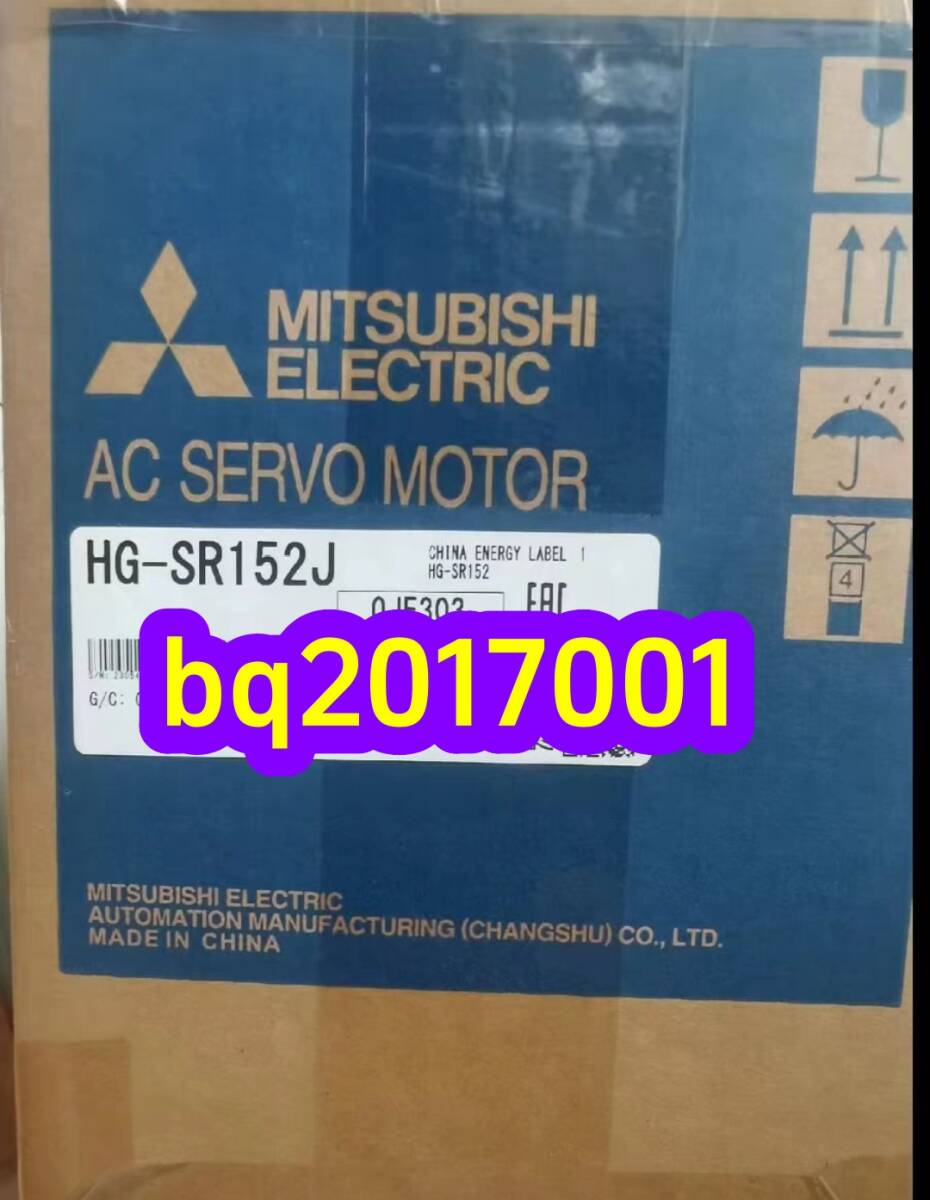 MITSUBISHI
ELECTRIC
AC SERVO MOTOR
HG-SR152J
CHINA ENERGY LABEL 1
HG-SR152
EAC
4
bq2017001
G/C:
MITSUBISHI ELECTRIC
AUTOMATION MANUFACTURING (CHANGSHU) CO., LTD.
MADE IN CHINA